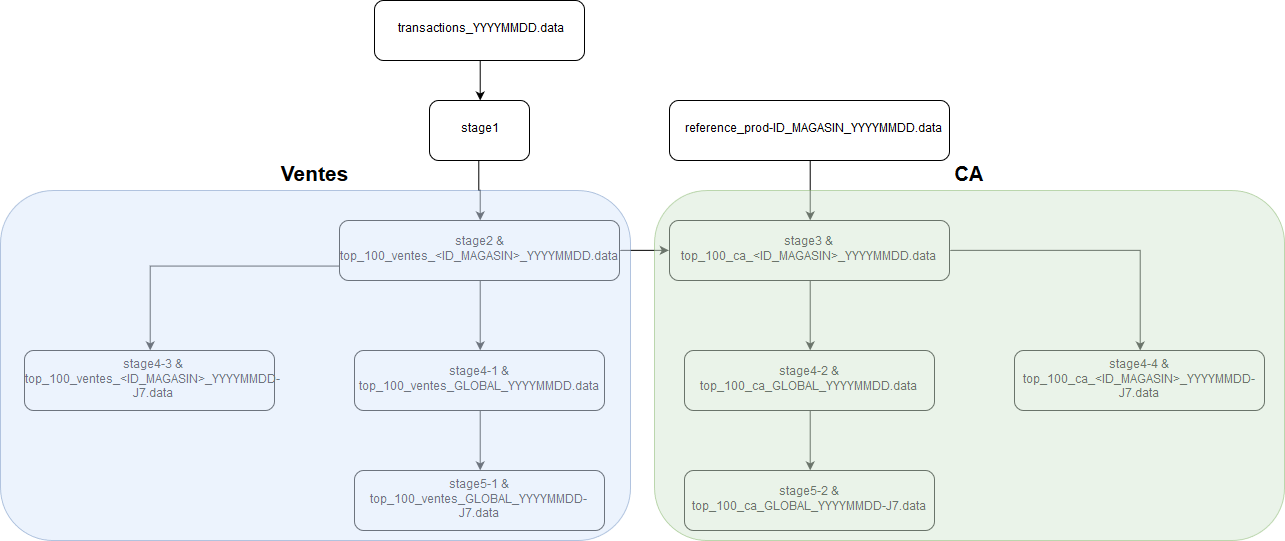 transactions_YYYYMMDD.data
stage1
reference_prod-ID_MAGASIN_YYYYMMDD.data
Ventes
CA
stage2 &
top_100_ventes_<ID_MAGASIN>_YYYYMMDD.data
stage3 &
top_100_ca_<ID_MAGASIN>_YYYYMMDD.data
stage4-3 &
top_100_ventes_<ID_MAGASIN>_YYYYMMDD-
J7.data
stage4-1 &
top_100_ventes_GLOBAL_YYYYMMDD.data
stage4-2 &
top_100_ca_GLOBAL_YYYYMMDD.data
stage4-4 &
top_100_ca_<ID_MAGASIN>_YYYYMMDD-
J7.data
stage5-1 &
top_100_ventes_GLOBAL_YYYYMMDD-
J7.data
stage5-2 &
top_100_ca_GLOBAL_YYYYMMDD-J7.data